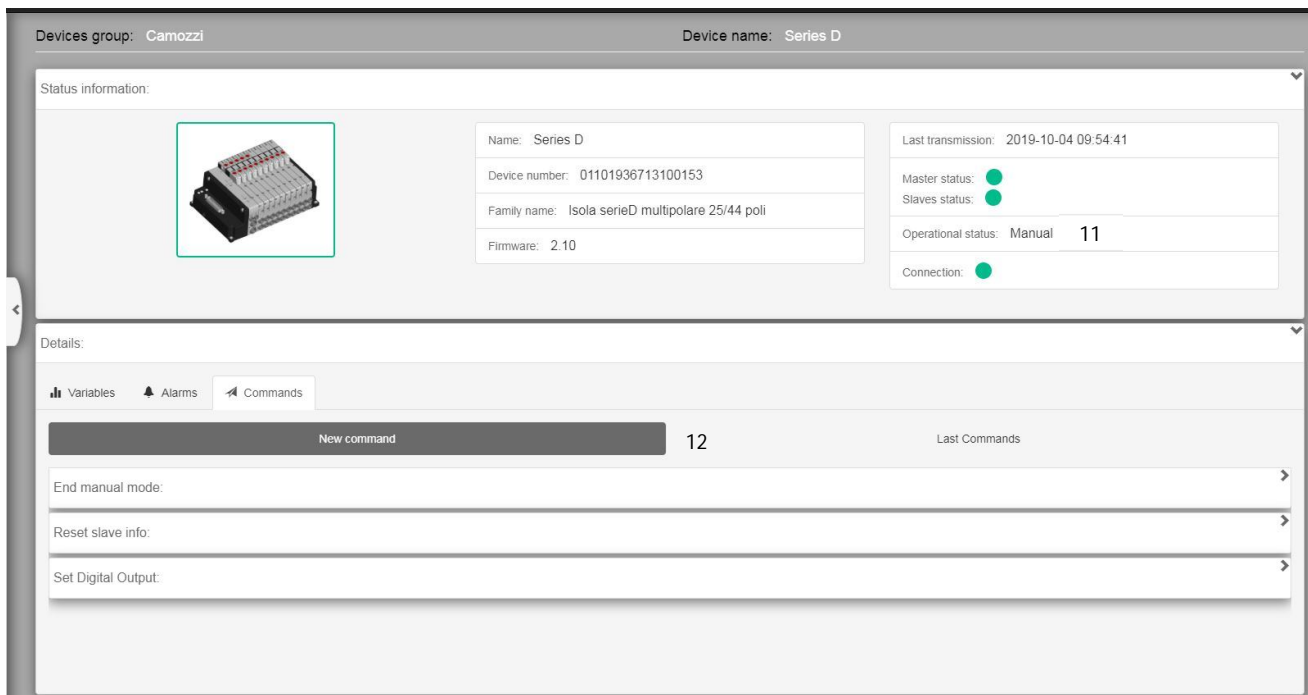 Devices group: Camozzi
Device name: Series D
Status information:
Name: Series D
Device number: 01101936713100153
Family name: Isola serieD multipolare 25/44 poli
Firmware: 2.10
Last transmission: 2019-10-04 09:54:41
Master status:
Slaves status:
Operational status: Manual 11
Connection:
Details:
Variables Alarms Commands
New command 12 Last Commands
End manual mode:
Reset slave info:
Set Digital Output: